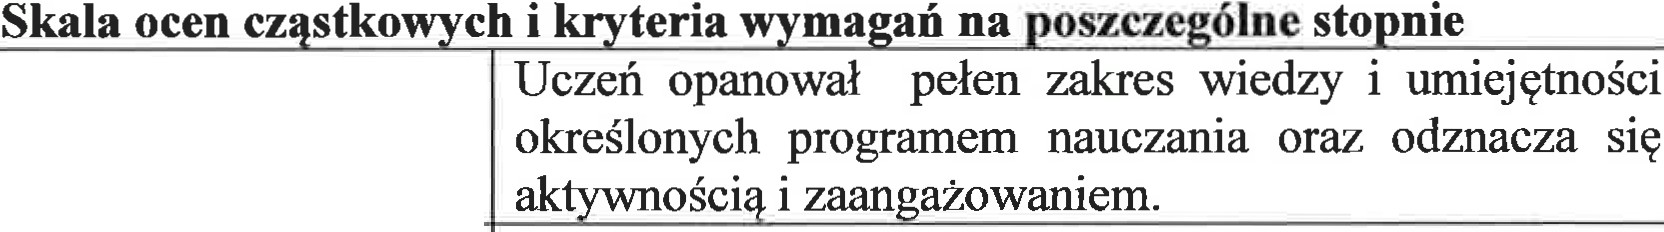 Skala ocen cząstkowych i kryteria wymagań na poszczególne stopnie
Uczeń opanował pełen zakres wiedzy i umiejętności
określonych programem nauczania oraz odznacza się
aktywnością i zaangażowaniem.